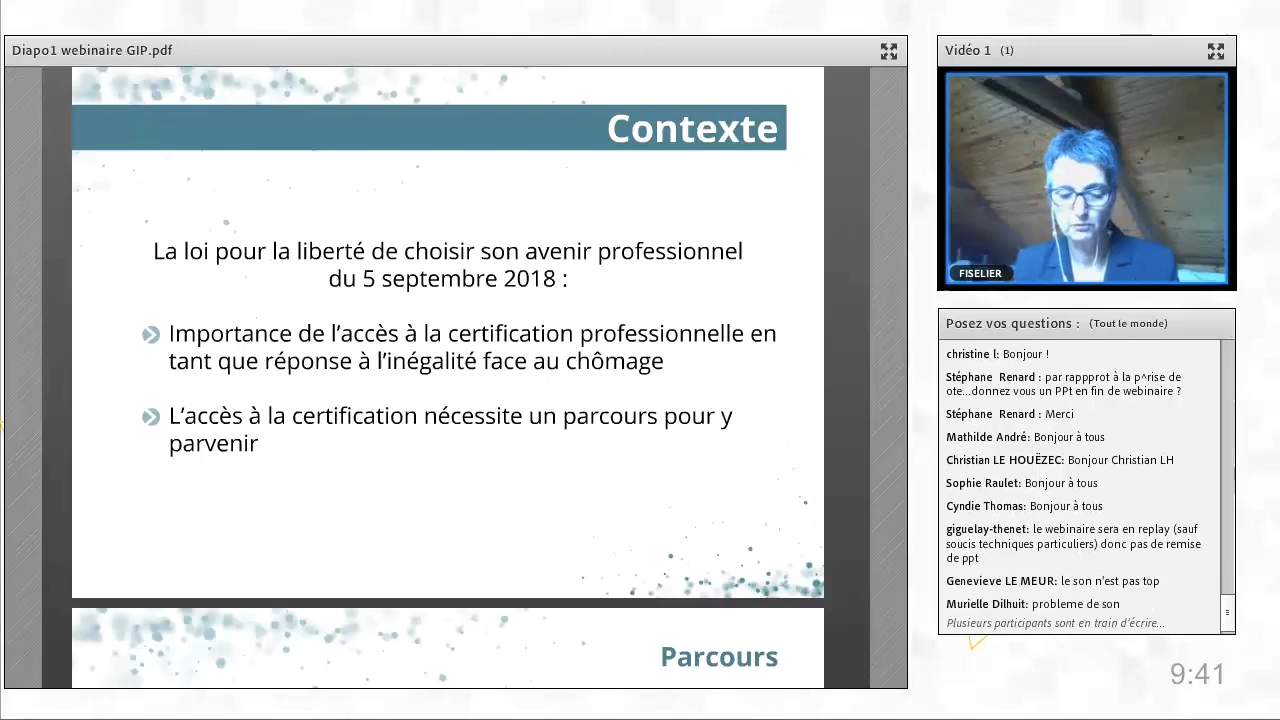 Diapo1 webinaire GIP.pdf
Contexte
La loi pour la liberté de choisir son avenir professionnel
du 5 septembre 2018 :
Importance de l'accès à la certification professionnelle en
tant que réponse à l'inégalité face au chômage
L'accès à la certification nécessite un parcours pour y
parvenir
Parcours
Vidéo 1 (1)
FISELIER
Posez vos questions : (Tout le monde)
christine l: Bonjour !
Stéphane Renard : par rappprot à la p^rise de
ote...donnez vous un PPt en fin de webinaire ?
Stéphane Renard : Merci
Mathilde André: Bonjour à tous
Christian LE HOUËZEC: Bonjour Christian LH
Sophie Raulet: Bonjour à tous
Cyndie Thomas: Bonjour à tous
giguelay-thenet: le webinaire sera en replay (sauf
soucis techniques particuliers) donc pas de remise
de ppt
Genevieve LE MEUR: le son n'est pas top
Murielle Dilhuit: probleme de son
Plusieurs participants sont en train d'écrire...
9:41